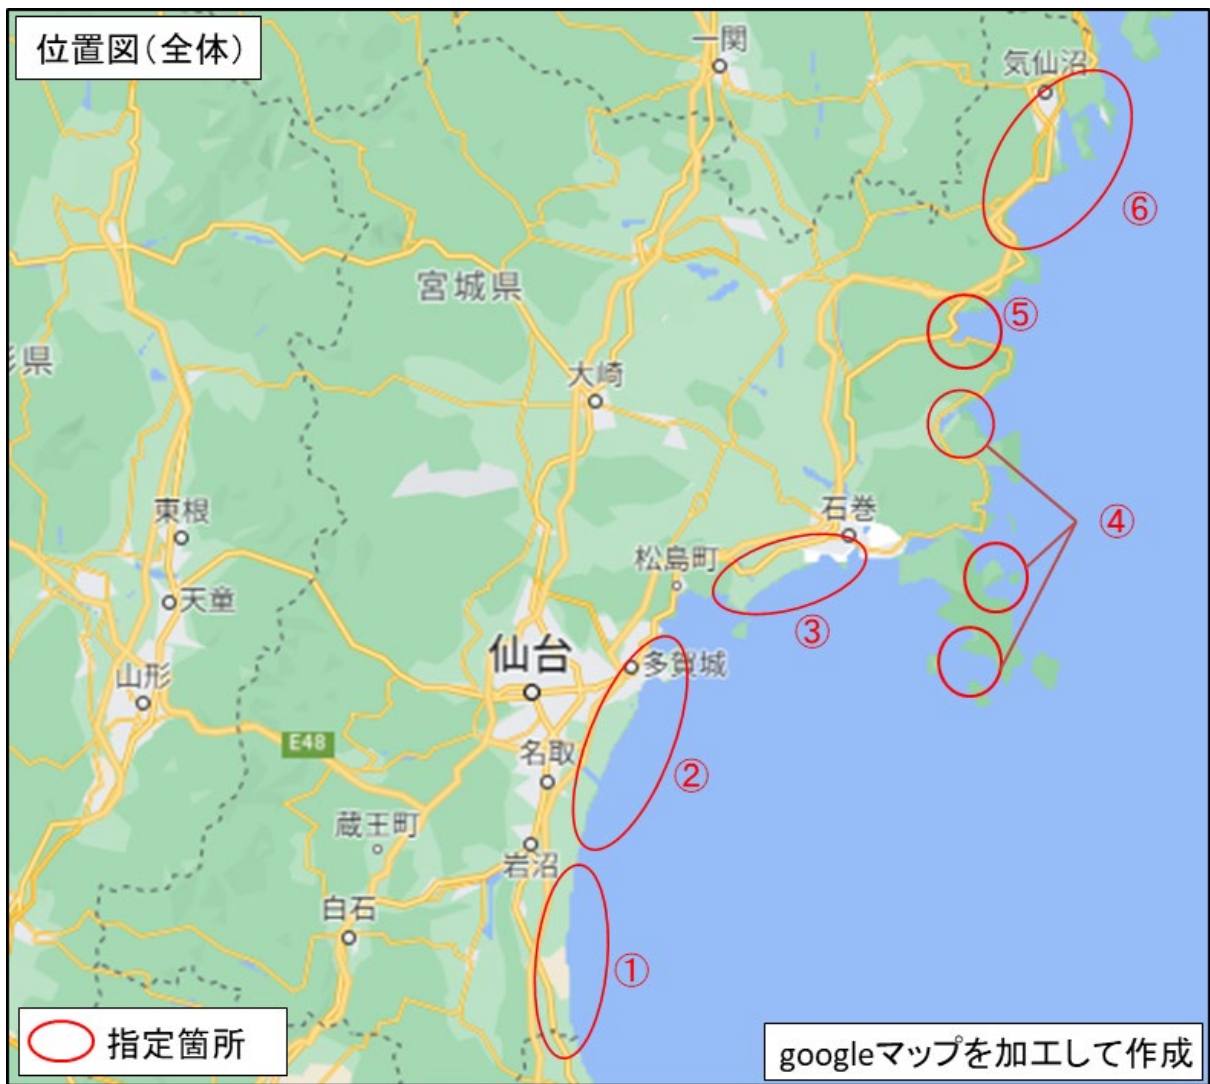 位置図(全体)
一関
気仙沼
⑥
宮城県
⑤
県
大崎
東根
石巻
④
松島町
天童
③
仙台
多賀城
山形
E48
名取
②
蔵王町
岩沼
白石
①
指定箇所
googleマップを加工して作成